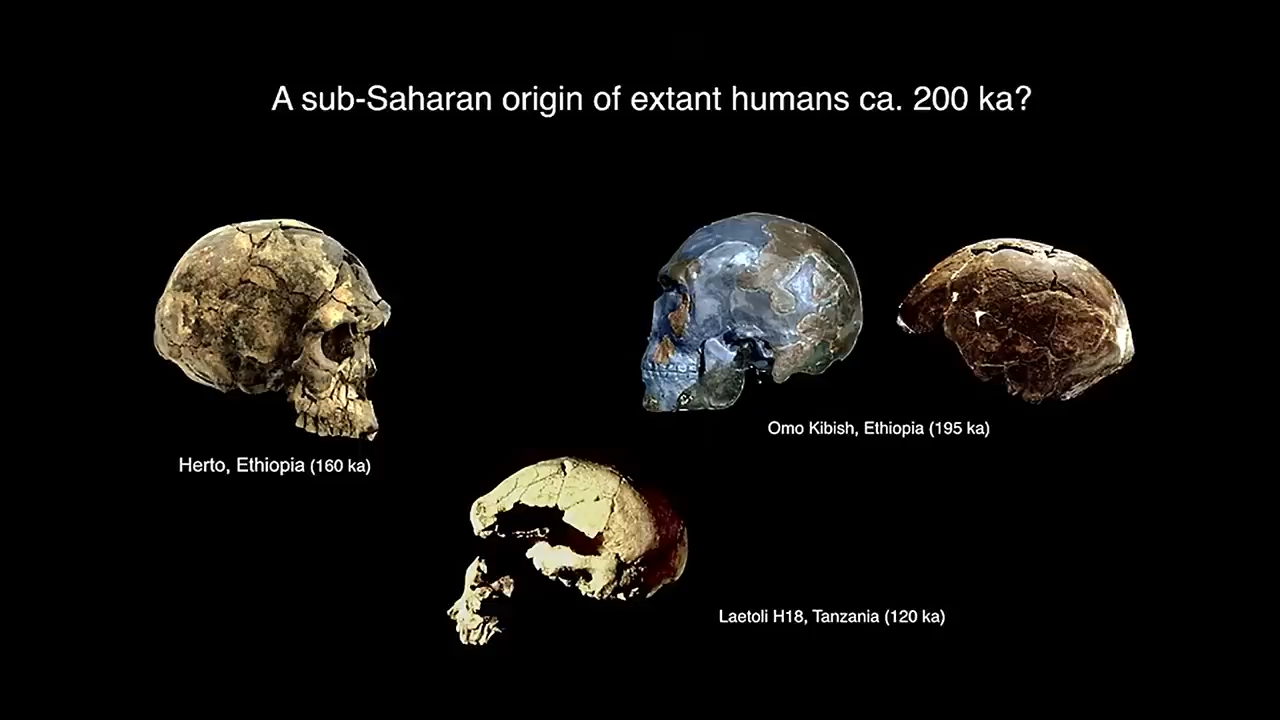 A sub-Saharan origin of extant humans ca. 200 ka?
Omo Kibish, Ethiopia (195 ka)
Herto, Ethiopia (160 ka)
Laetoli H18, Tanzania (120 ka)